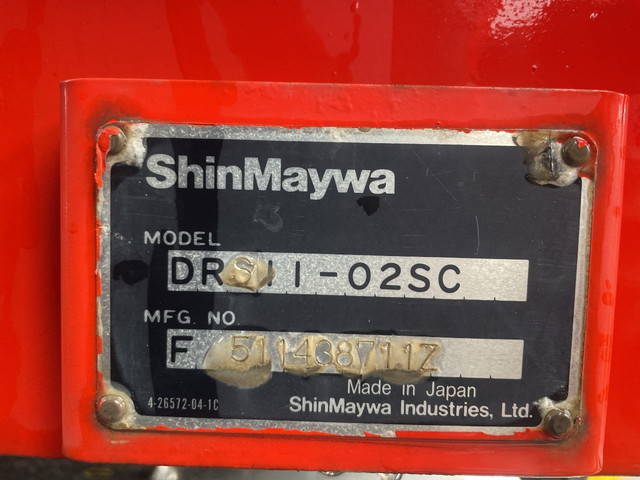 ShinMaywa
MODEL
DRS11-02SC
MFG. NO.
F 511438711Z
Made in Japan
4-26572-04-1C
ShinMaywa Industries, Ltd.